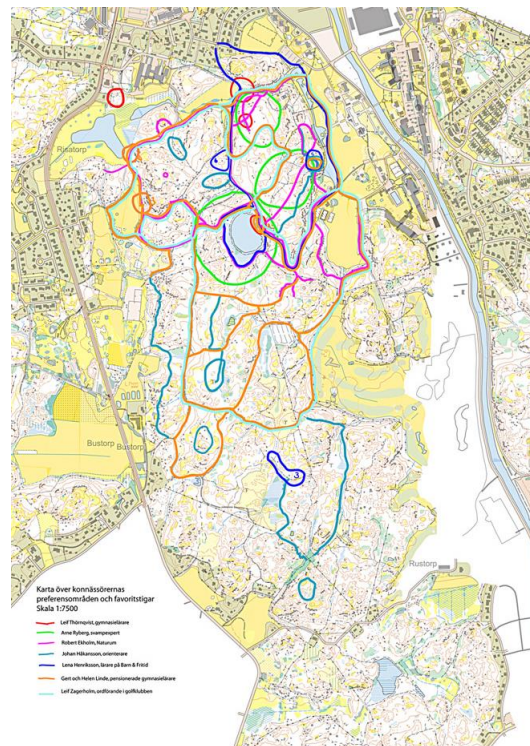 Risatorp
Bustorp
Bustorp
Rustorp
Karta över konnässörernas
preferensområden och favoritstigar
Skala 1:7500
Leif Thörnqvist, gymnasielärare
Arne Ryberg, svampexpert
Robert Ekholm, Naturum
Johan Håkansson, orienterare
Lena Henriksson, lärare på Barn & Fritid
Gert och Helen Linde, pensionerade gymnasielärare
Leif Zagerholm, ordförande i golfklubben